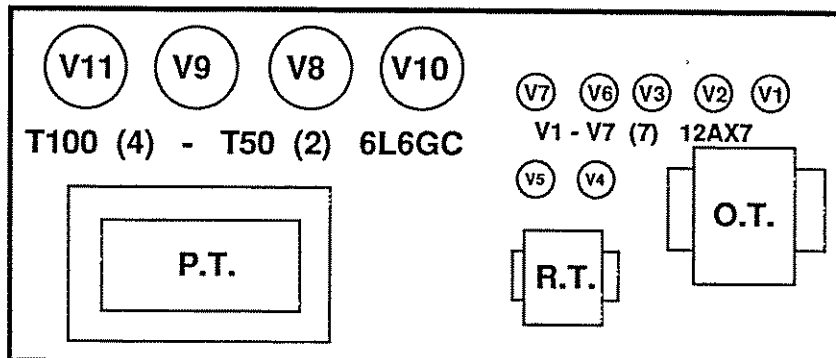 V11 V9 V8 V10
V7 V6 V3 V2 V1
V1 - V7 (7) 12AX7
T100 (4) - T50 (2) 6L6GC
V5 V4
O.T.
P.T.
R.T.